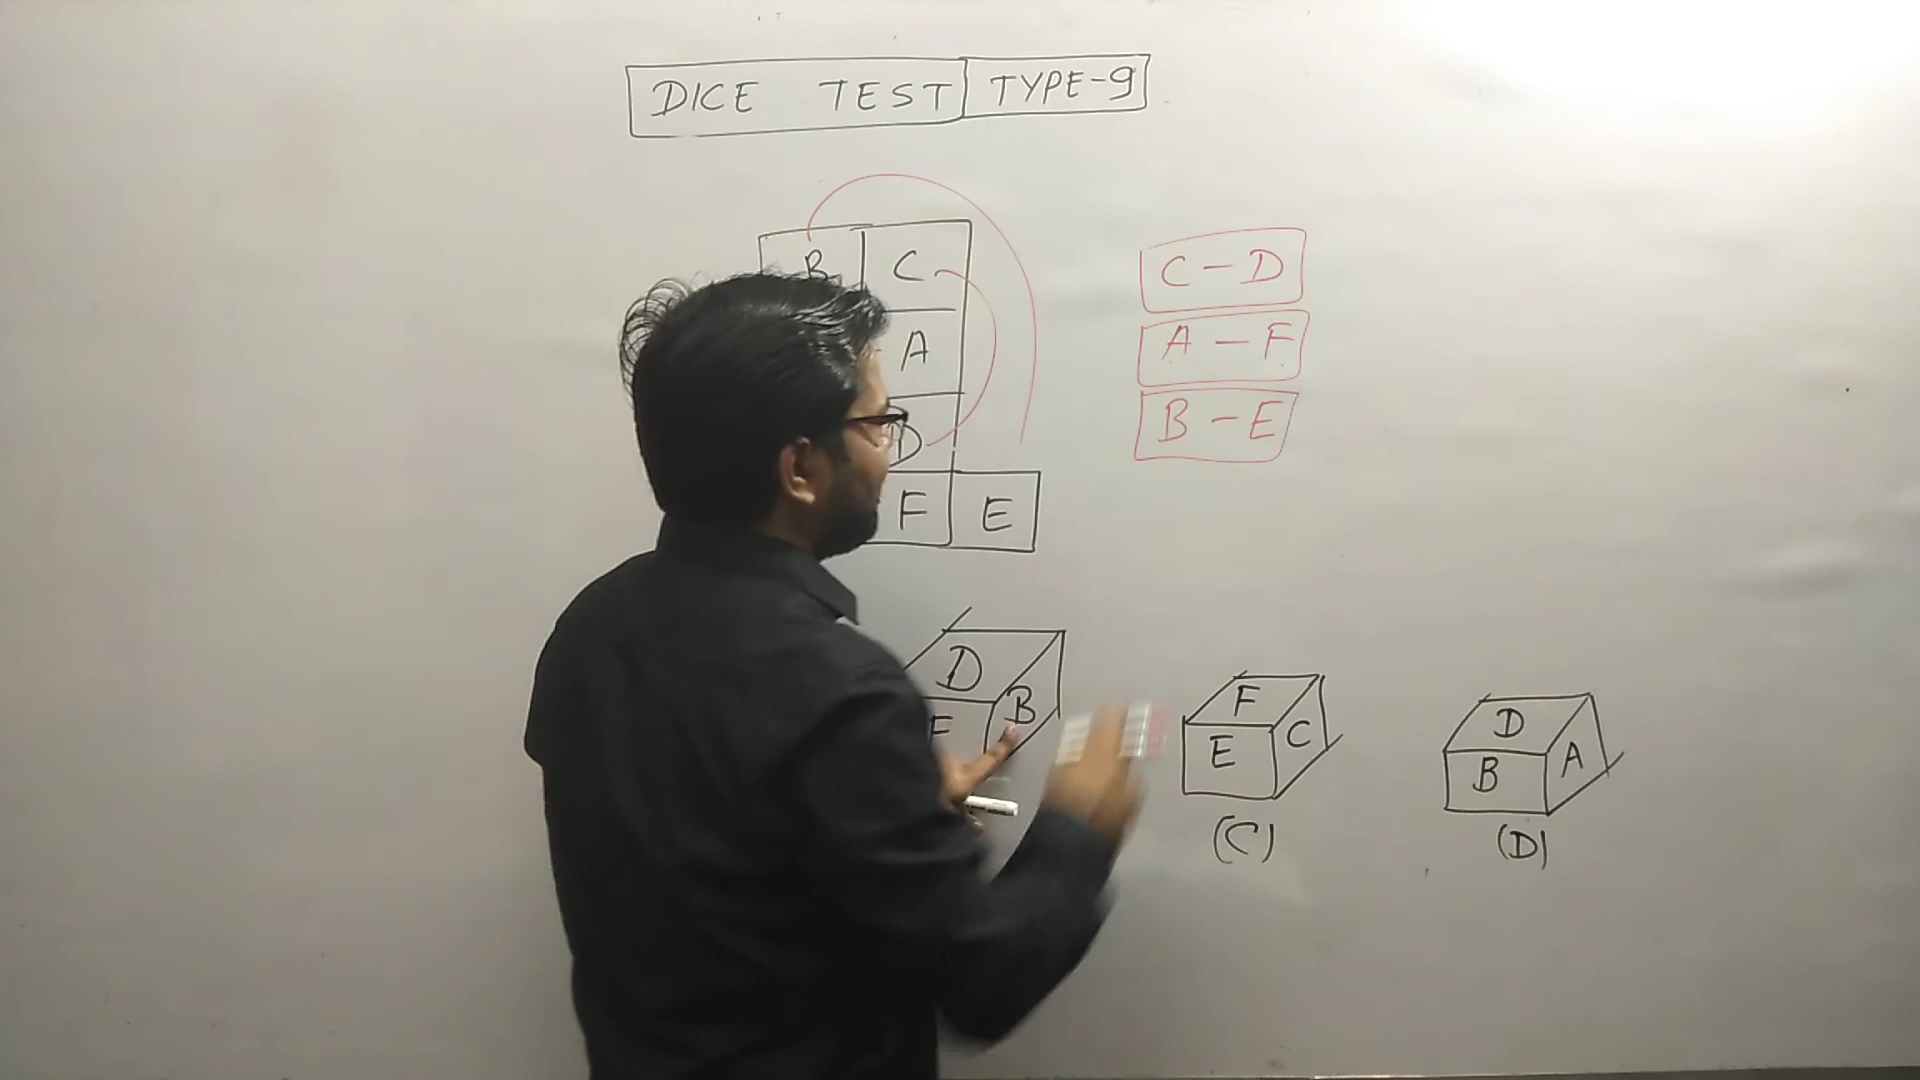 DICE TEST TYPE-9
B C
A
D
F E
C-D
A-F
B-E
D
B
F
E C
(C)
D
B A
(D)